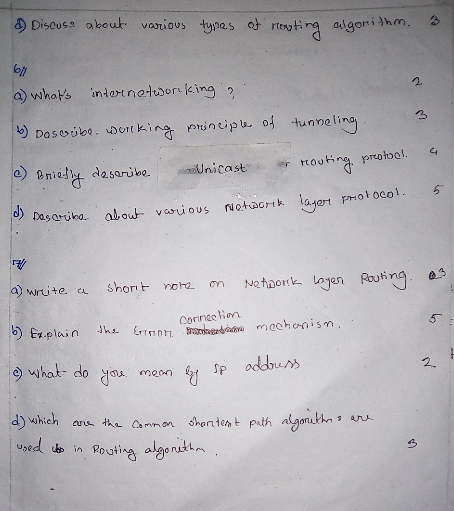 d) Discuss about various types of routing algorithm. 3
6//
a) what's internetworking ? 2
b) Describe working principle of tunneling 3
c) Briefly describe Unicast routing protocol. 4
d) Describe about various Network layer protocol. 5
7//
a) write a short note on Network layer Routing. 3
b) Explain the Error Connection mechanism. 5
c) what do you mean by IP address 2
d) which are the common shortest path algorithms are
used in Routing algorithm. 3